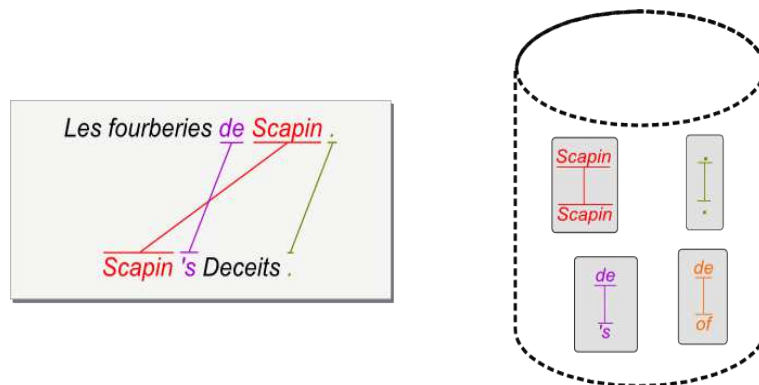 Les fourberies de Scapin .
Scapin 's Deceits .
Scapin
Scapin
.
.
de
's
de
of